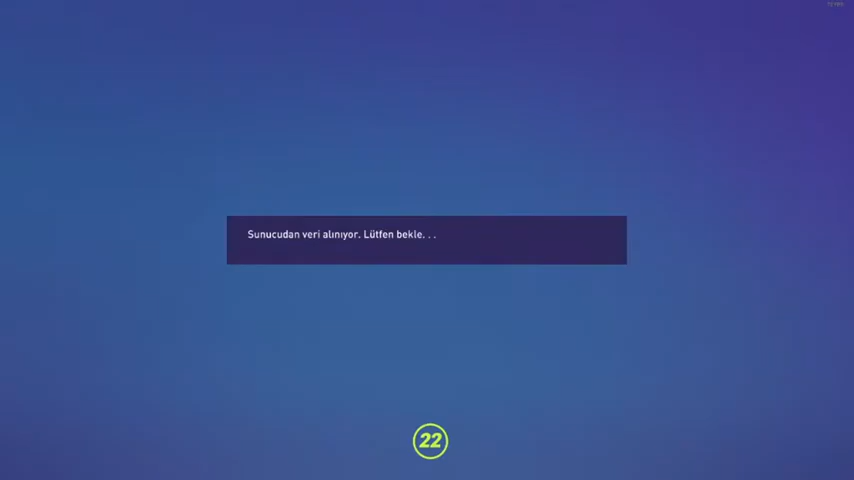 Sunucudan veri alınıyor. Lütfen bekle. . .
22